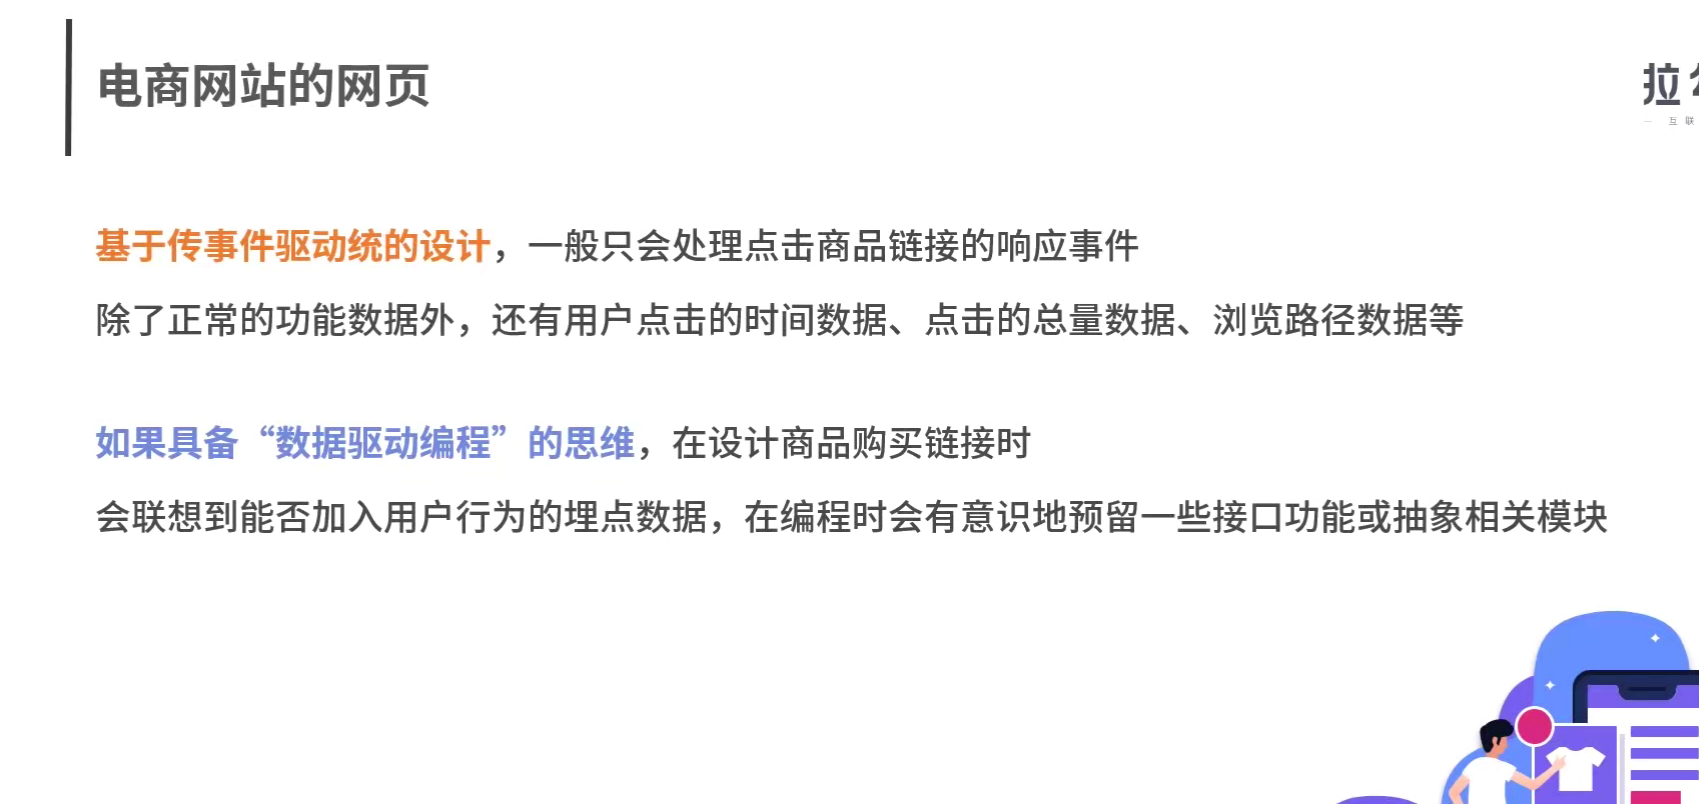 电商网站的网页
拉
互 联
基于传事件驱动统的设计，一般只会处理点击商品链接的响应事件
除了正常的功能数据外，还有用户点击的时间数据、点击的总量数据、浏览路径数据等
如果具备“数据驱动编程”的思维，在设计商品购买链接时
会联想到能否加入用户行为的埋点数据，在编程时会有意识地预留一些接口功能或抽象相关模块